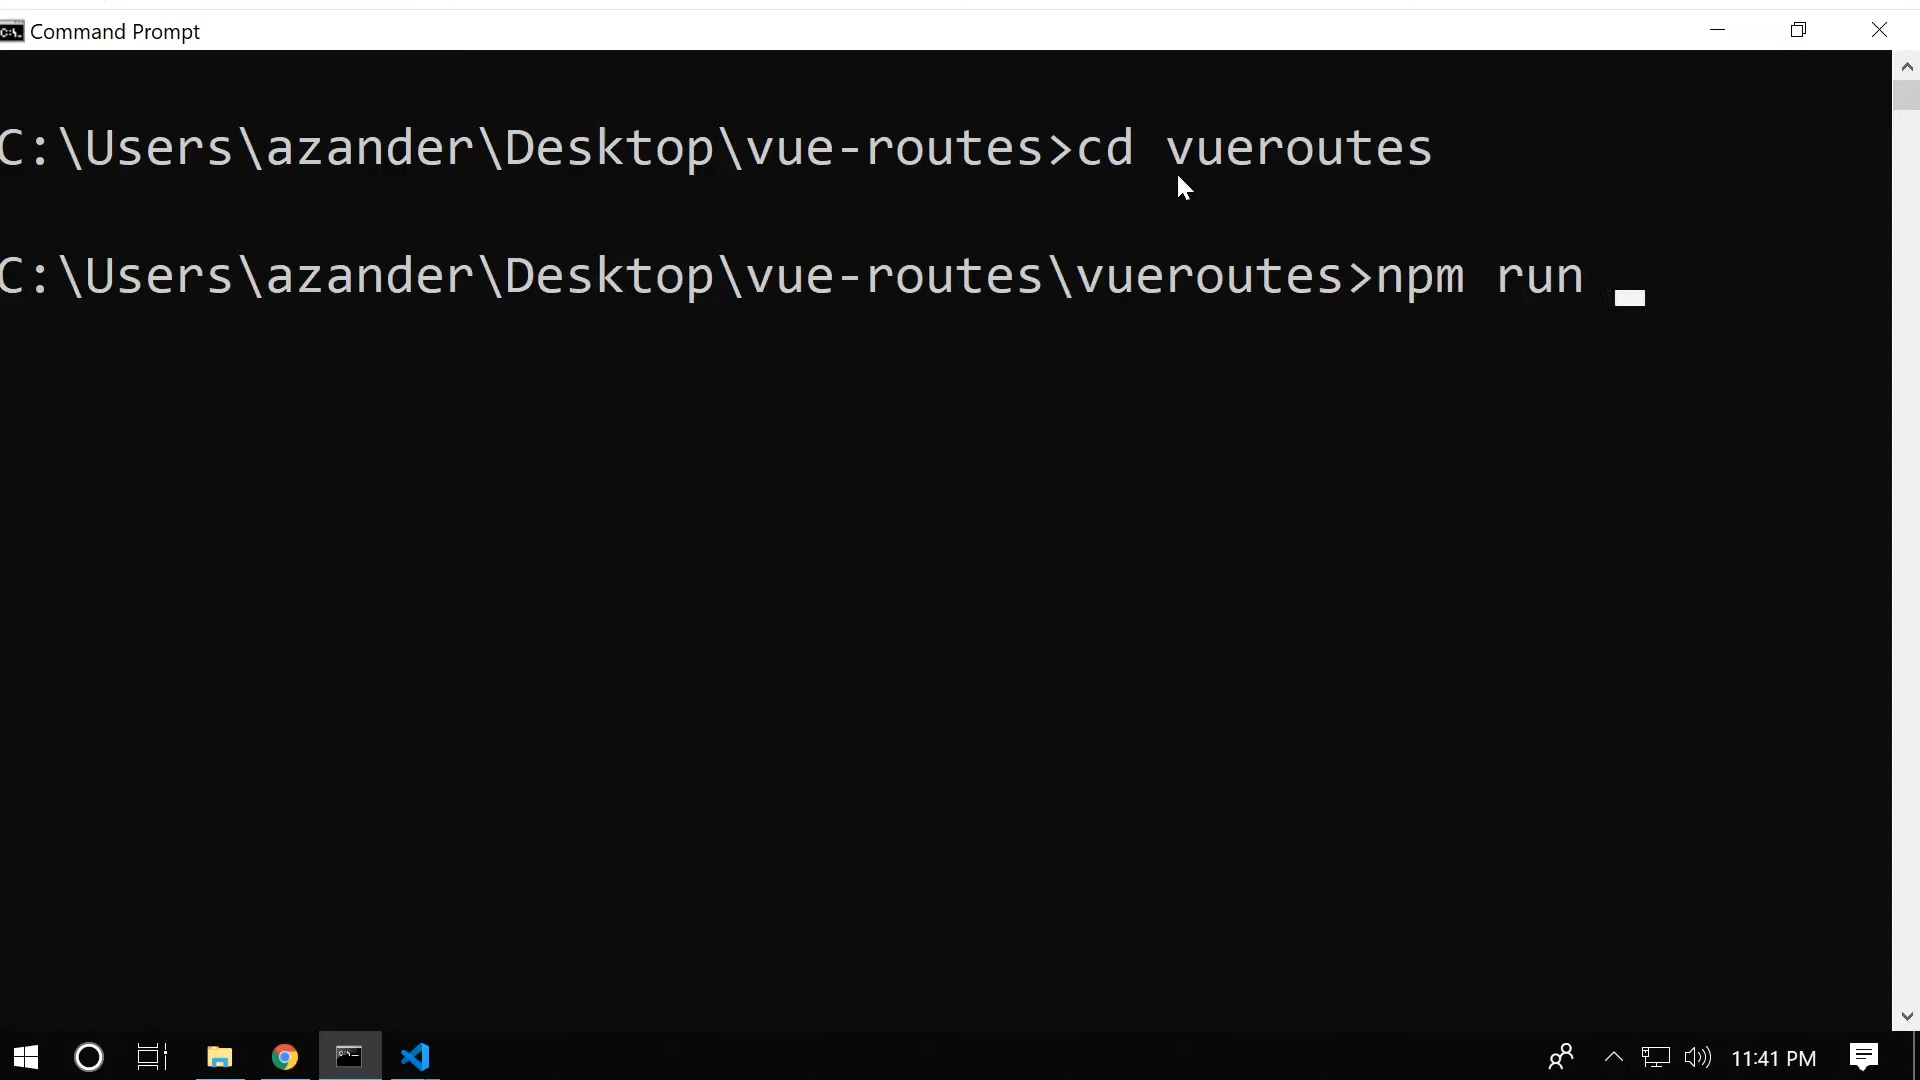 Command Prompt
C:\Users\azander\Desktop\vue-routes>cd vueroutes
C:\Users\azander\Desktop\vue-routes\vueroutes>npm run
11:41 PM